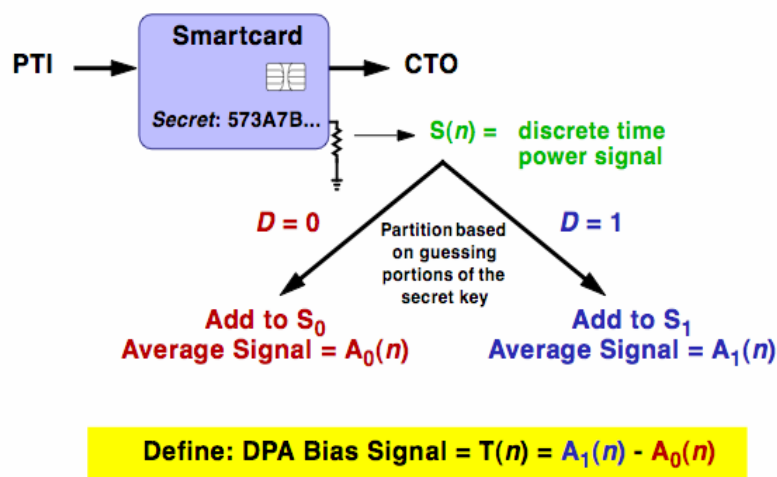 Smartcard
PTI
CTO
Secret: 573A7B...
S(n) = discrete time
power signal
D = 0
Partition based
on guessing
portions of the
secret key
D = 1
Add to S0
Average Signal = A0(n)
Add to S1
Average Signal = A1(n)
Define: DPA Bias Signal = T(n) = A1(n) - A0(n)